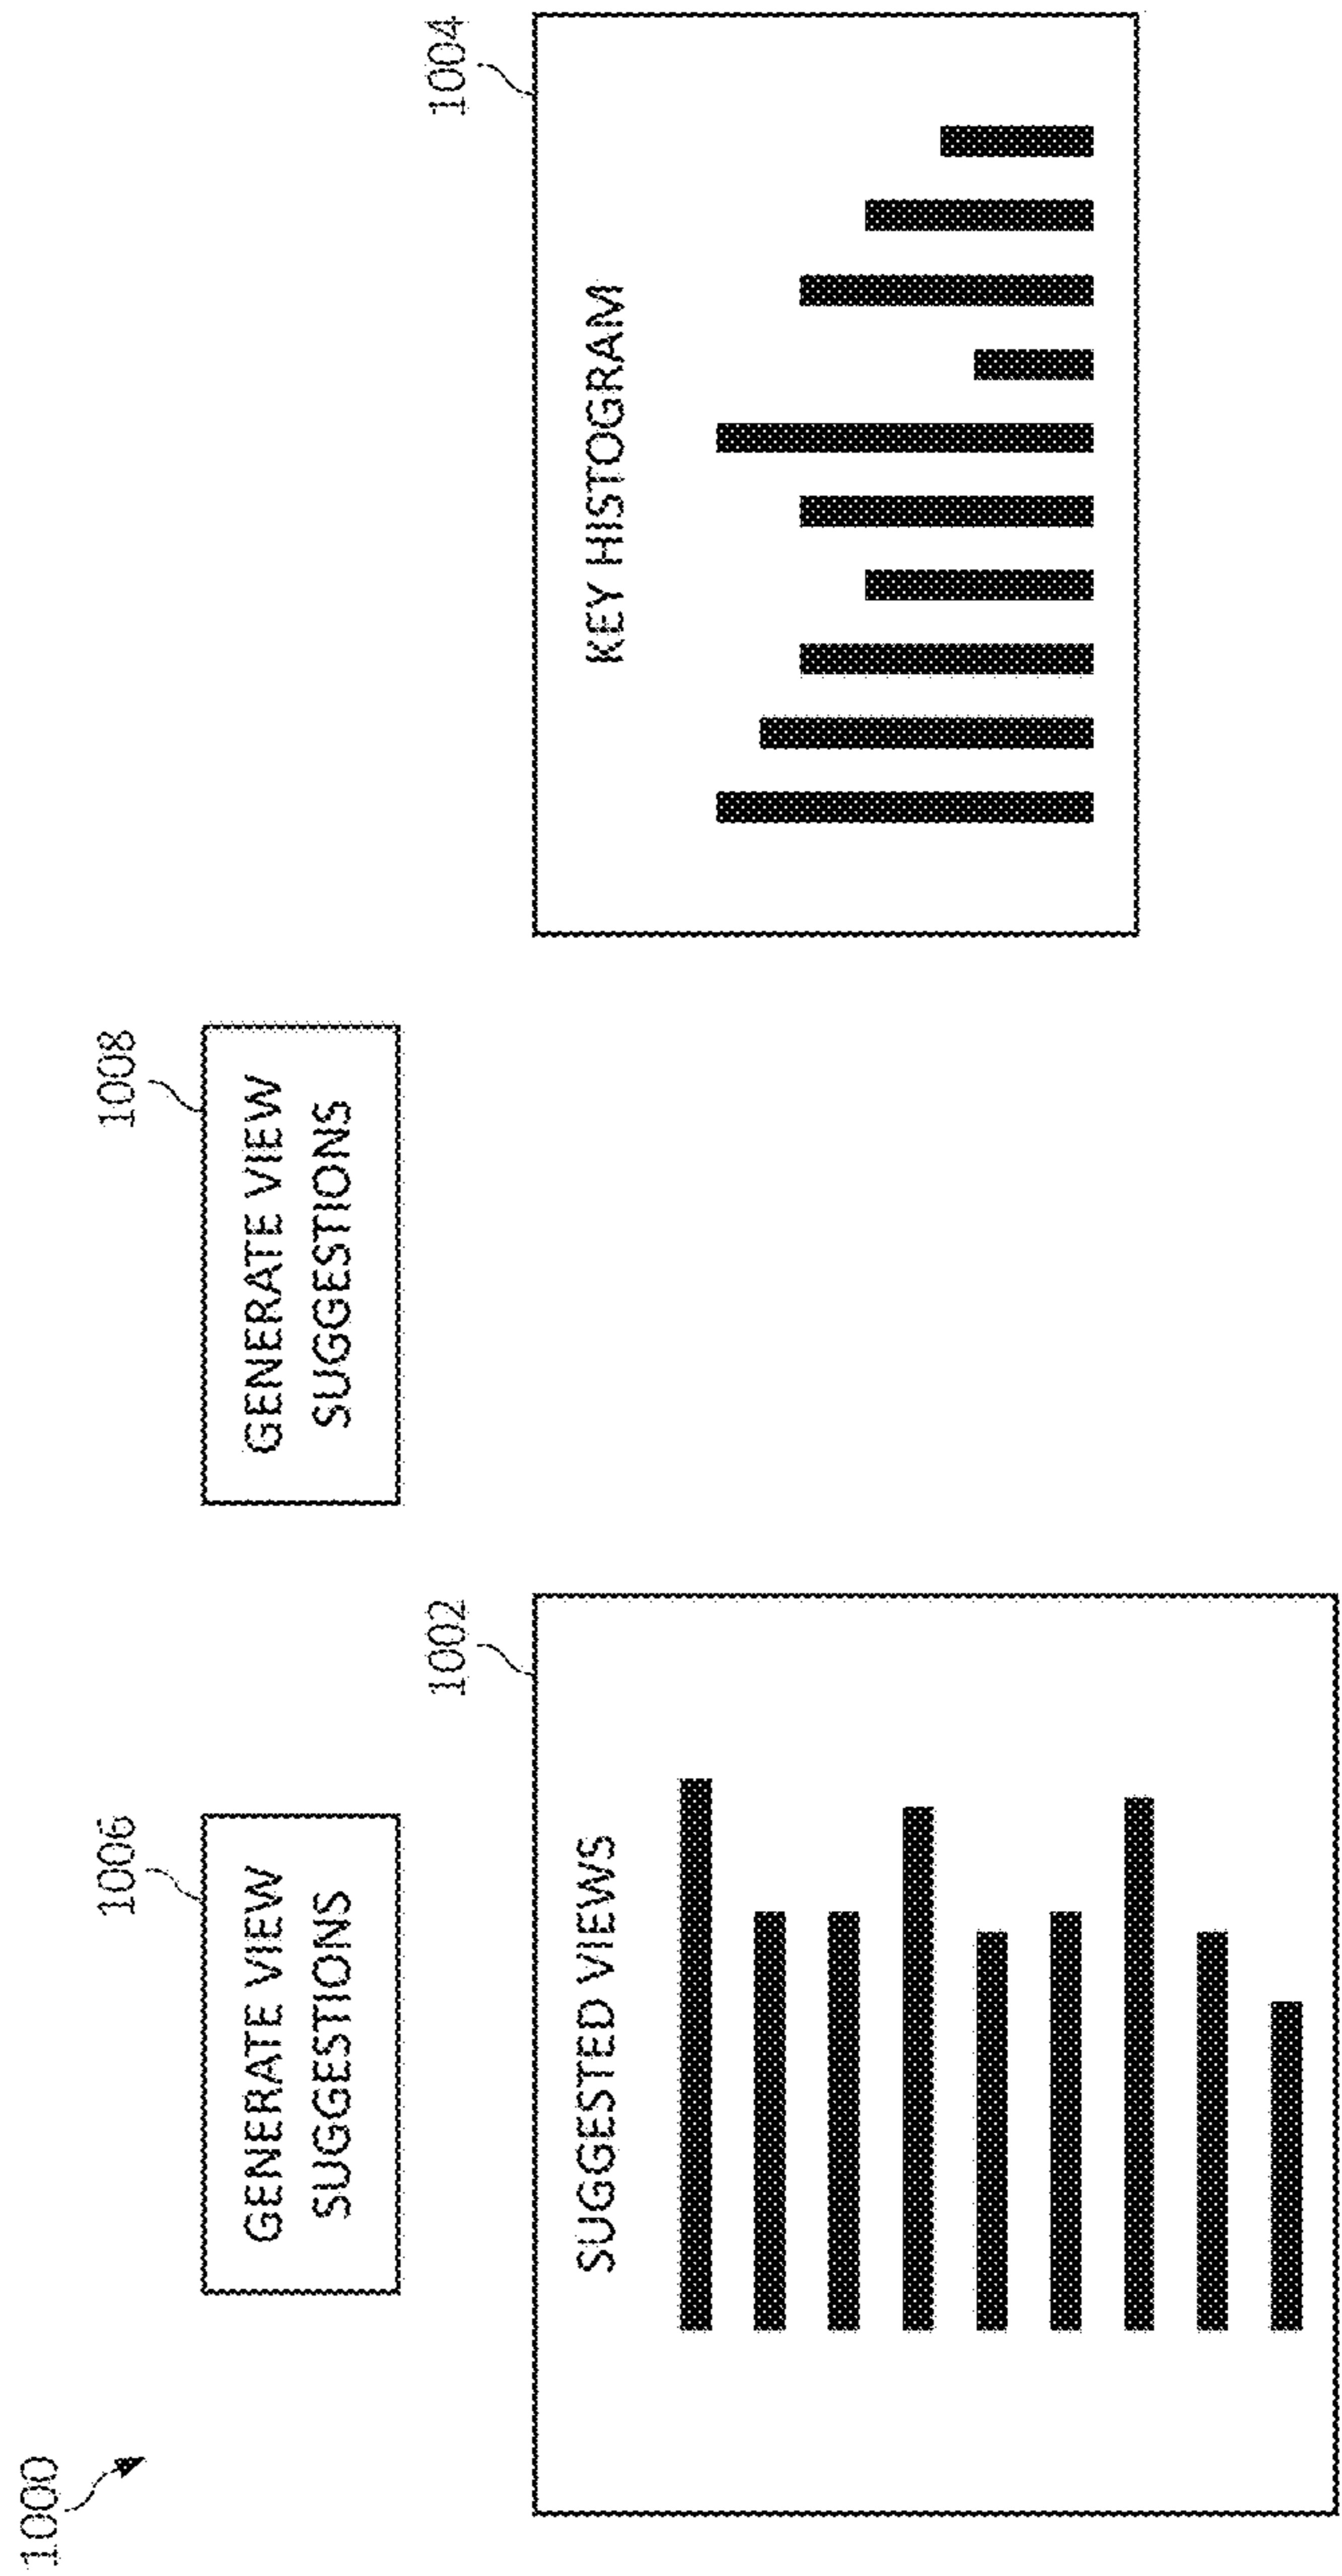 1000
1006
GENERATE VIEW
SUGGESTIONS
1008
GENERATE VIEW
SUGGESTIONS
1002
SUGGESTED VIEWS
1004
KEY HISTOGRAM